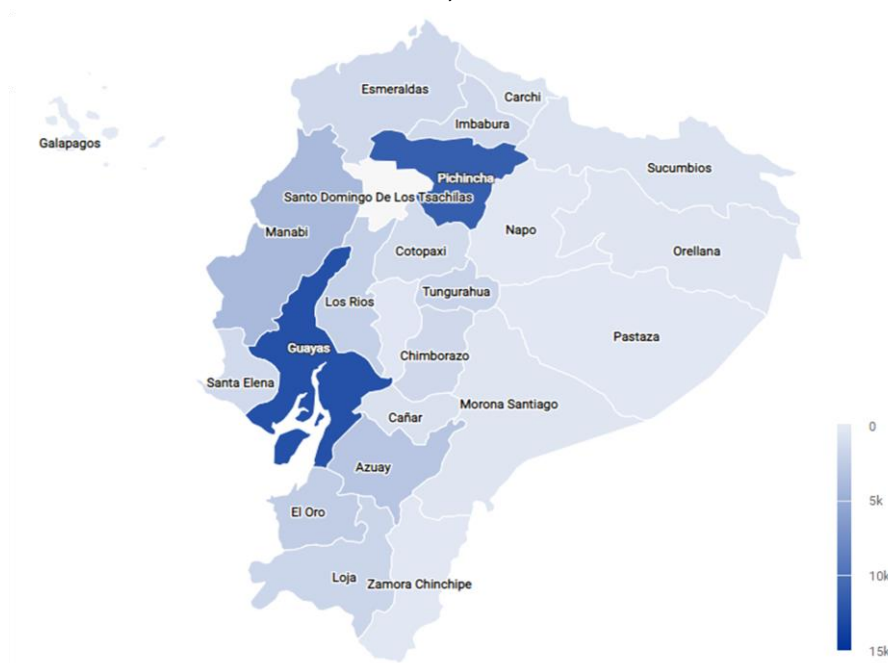 Esmeraldas
Carchi
Imbabura
Galapagos
Sucumbios
Pichincha
Santo Domingo De Los Tsachilas
Manabi
Napo
Cotopaxi
Orellana
Tungurahua
Los Rios
Pastaza
Guayas
Chimborazo
Santa Elena
Morona Santiago
Cañar
0
Azuay
5k
El Oro
10k
Loja
Zamora Chinchipe
15k